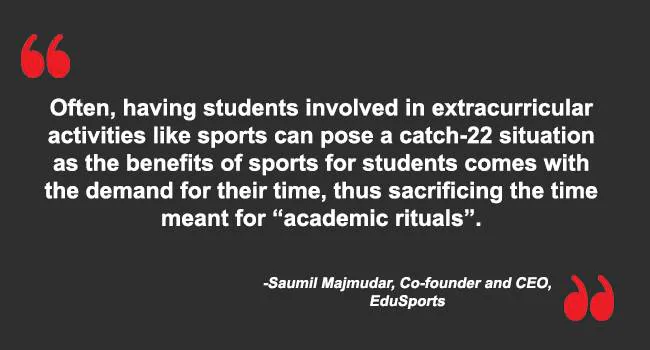 Often, having students involved in extracurricular
activities like sports can pose a catch-22 situation
as the benefits of sports for students comes with
the demand for their time, thus sacrificing the time
meant for “academic rituals”.
-Saumil Majmudar, Co-founder and CEO,
EduSports